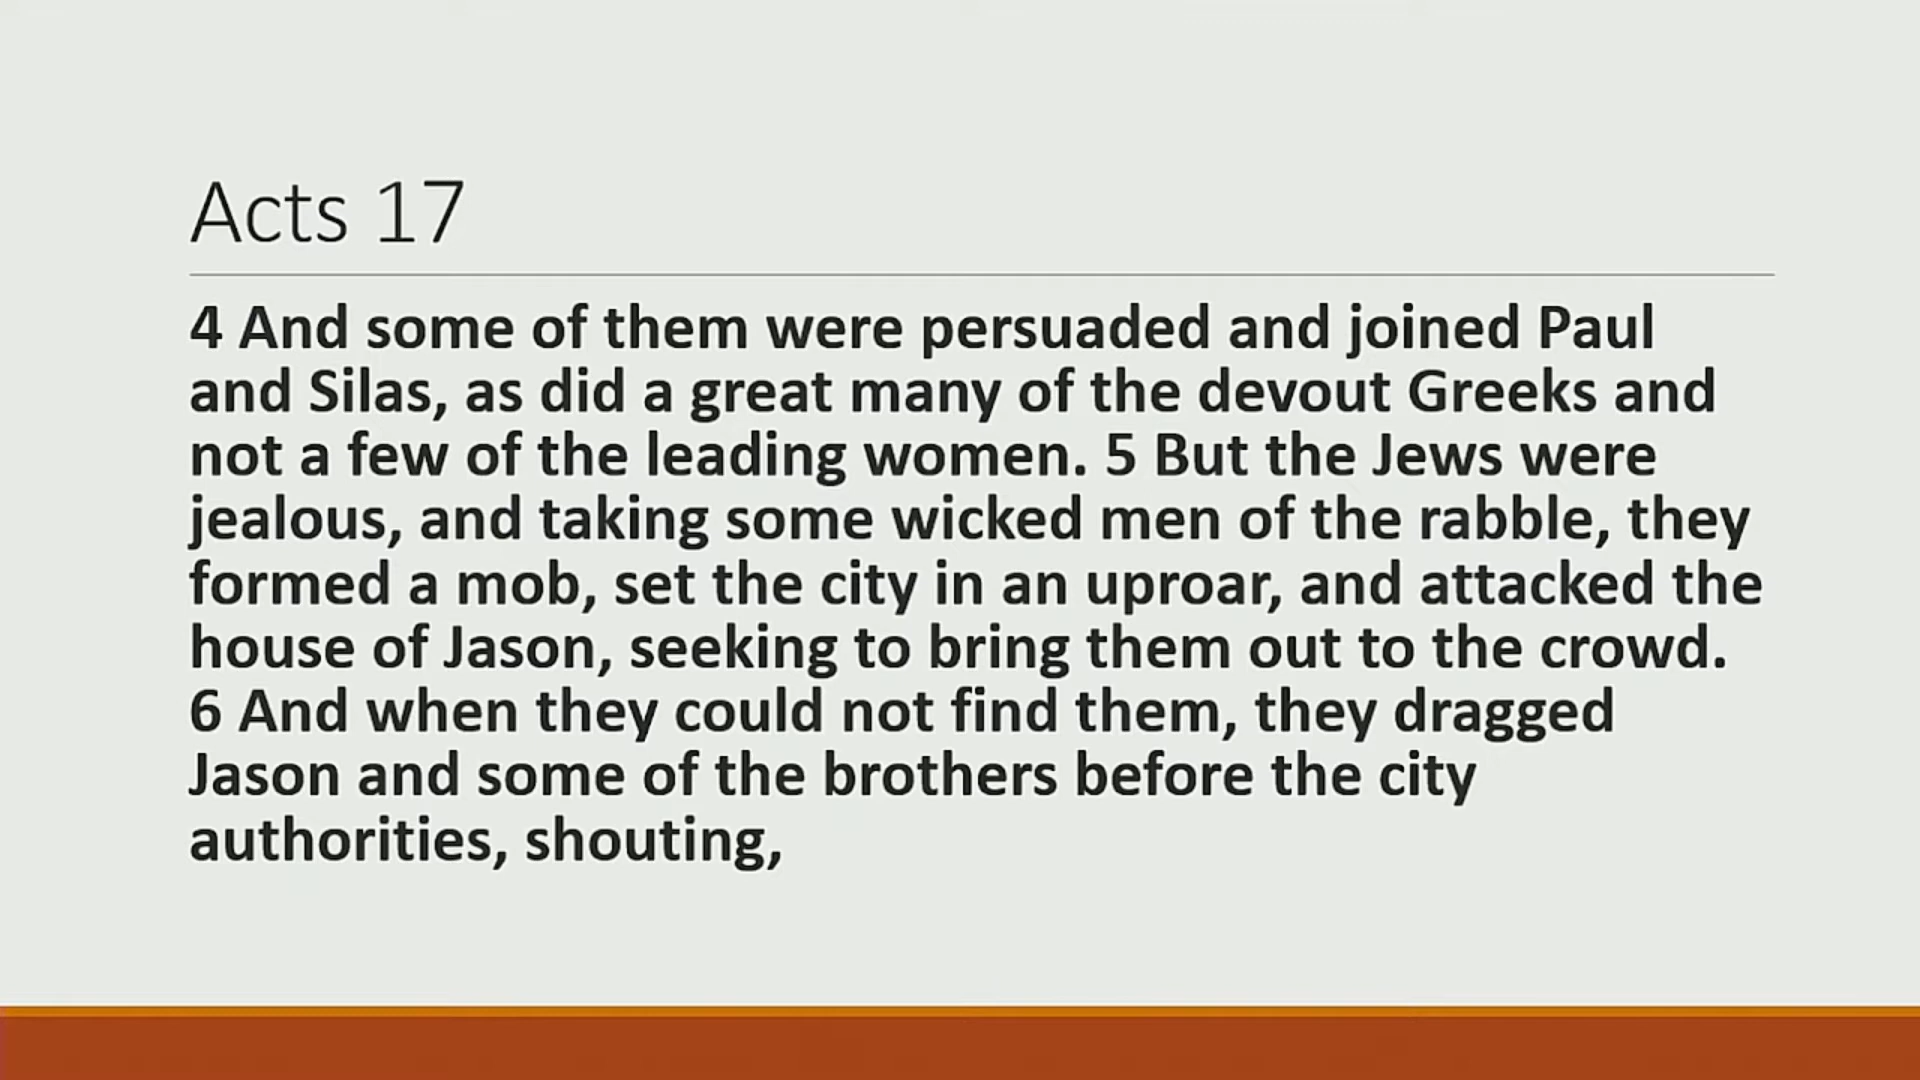 Acts 17
4 And some of them were persuaded and joined Paul
and Silas, as did a great many of the devout Greeks and
not a few of the leading women. 5 But the Jews were
jealous, and taking some wicked men of the rabble, they
formed a mob, set the city in an uproar, and attacked the
house of Jason, seeking to bring them out to the crowd.
6 And when they could not find them, they dragged
Jason and some of the brothers before the city
authorities, shouting,